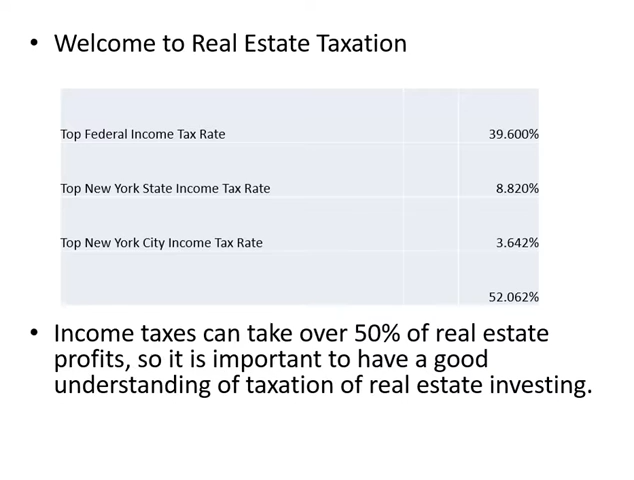 • Welcome to Real Estate Taxation
Top Federal Income Tax Rate 39.600%
Top New York State Income Tax Rate 8.820%
Top New York City Income Tax Rate 3.642%
52.062%
• Income taxes can take over 50% of real estate
profits, so it is important to have a good
understanding of taxation of real estate investing.